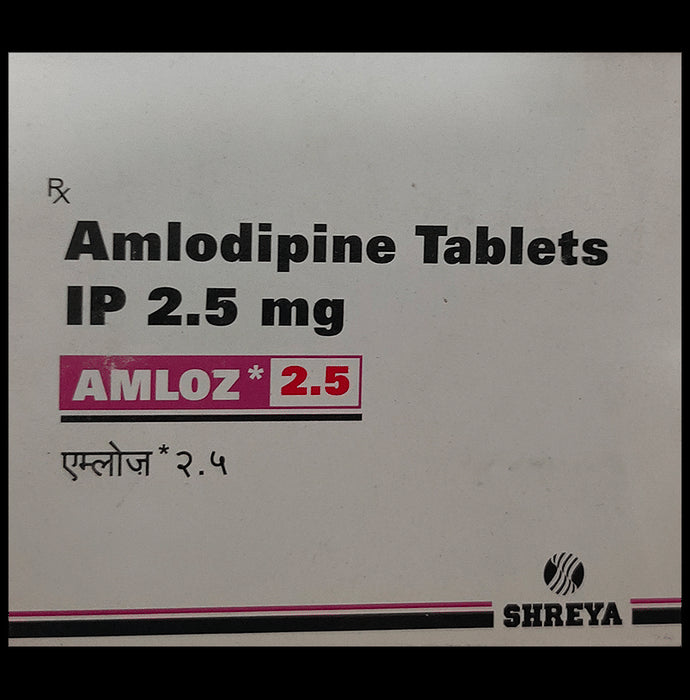 Rx
Amlodipine Tablets
IP 2.5 mg
AMLOZ* 2.5
एम्लोज़* २.५
SHREYA